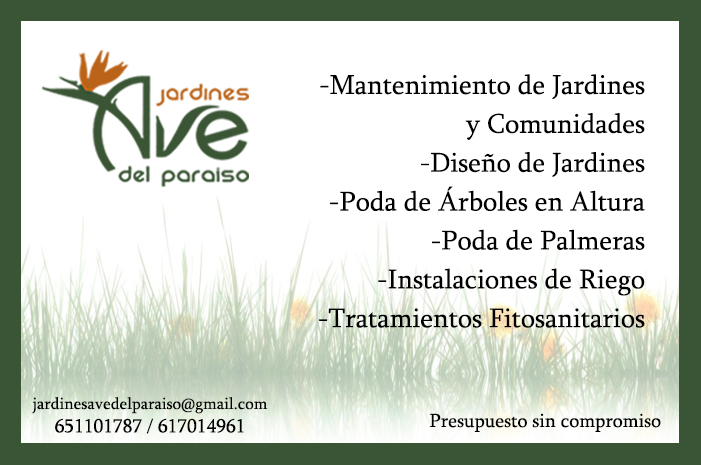 jardines
Ave
del paraiso
-Mantenimiento de Jardines
y Comunidades
-Diseño de Jardines
-Poda de Árboles en Altura
-Poda de Palmeras
-Instalaciones de Riego
-Tratamientos Fitosanitarios
jardinesavedelparaiso@gmail.com
651101787 / 617014961
Presupuesto sin compromiso